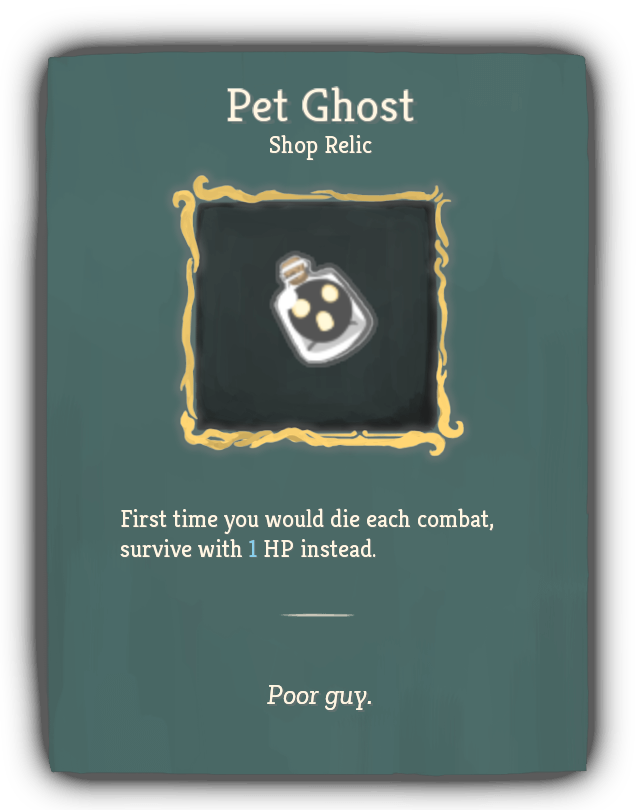 Pet Ghost
Shop Relic
First time you would die each combat,
survive with 1 HP instead.
Poor guy.